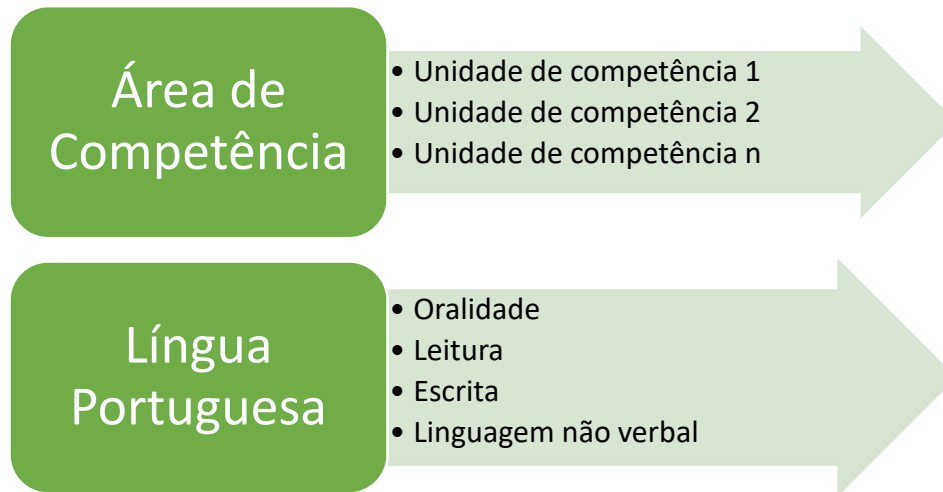 Área de
Competência
• Unidade de competência 1
• Unidade de competência 2
• Unidade de competência n
Língua
Portuguesa
• Oralidade
• Leitura
• Escrita
• Linguagem não verbal